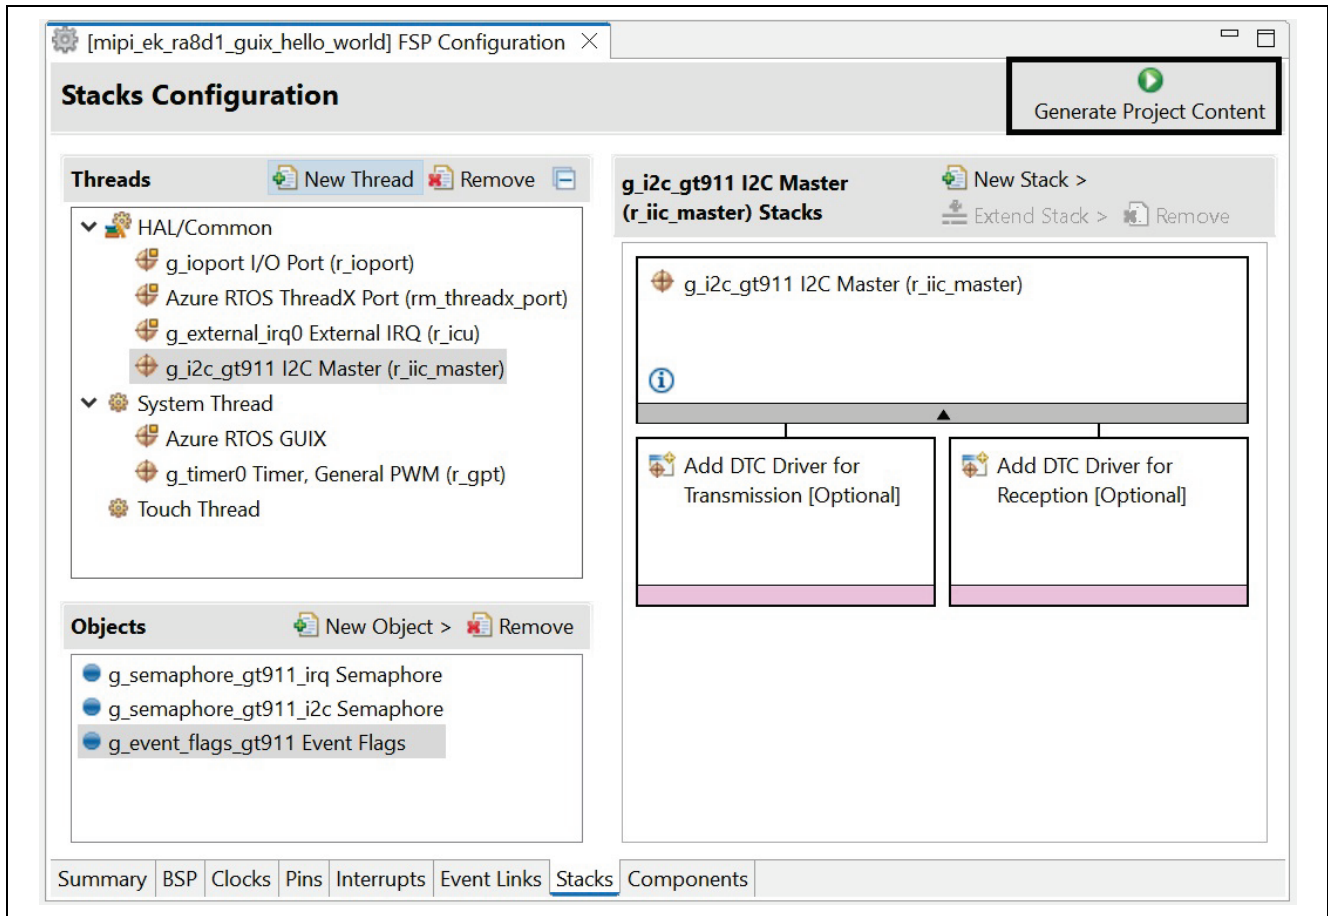 [mipi_ek_ra8d1_guix_hello_world] FSP Configuration
Stacks Configuration
Generate Project Content
Threads
New Thread
Remove
HAL/Common
g_ioport I/O Port (r_ioport)
Azure RTOS ThreadX Port (rm_threadx_port)
g_external_irq0 External IRQ (r_icu)
g_i2c_gt911 I2C Master (r_iic_master)
System Thread
Azure RTOS GUIX
g_timer0 Timer, General PWM (r_gpt)
Touch Thread
Objects
New Object >
Remove
g_semaphore_gt911_irq Semaphore
g_semaphore_gt911_i2c Semaphore
g_event_flags_gt911 Event Flags
g_i2c_gt911 I2C Master
(r_iic_master) Stacks
New Stack >
Extend Stack >
Remove
g_i2c_gt911 I2C Master (r_iic_master)
Add DTC Driver for
Transmission [Optional]
Add DTC Driver for
Reception [Optional]
Summary BSP Clocks Pins Interrupts Event Links Stacks Components